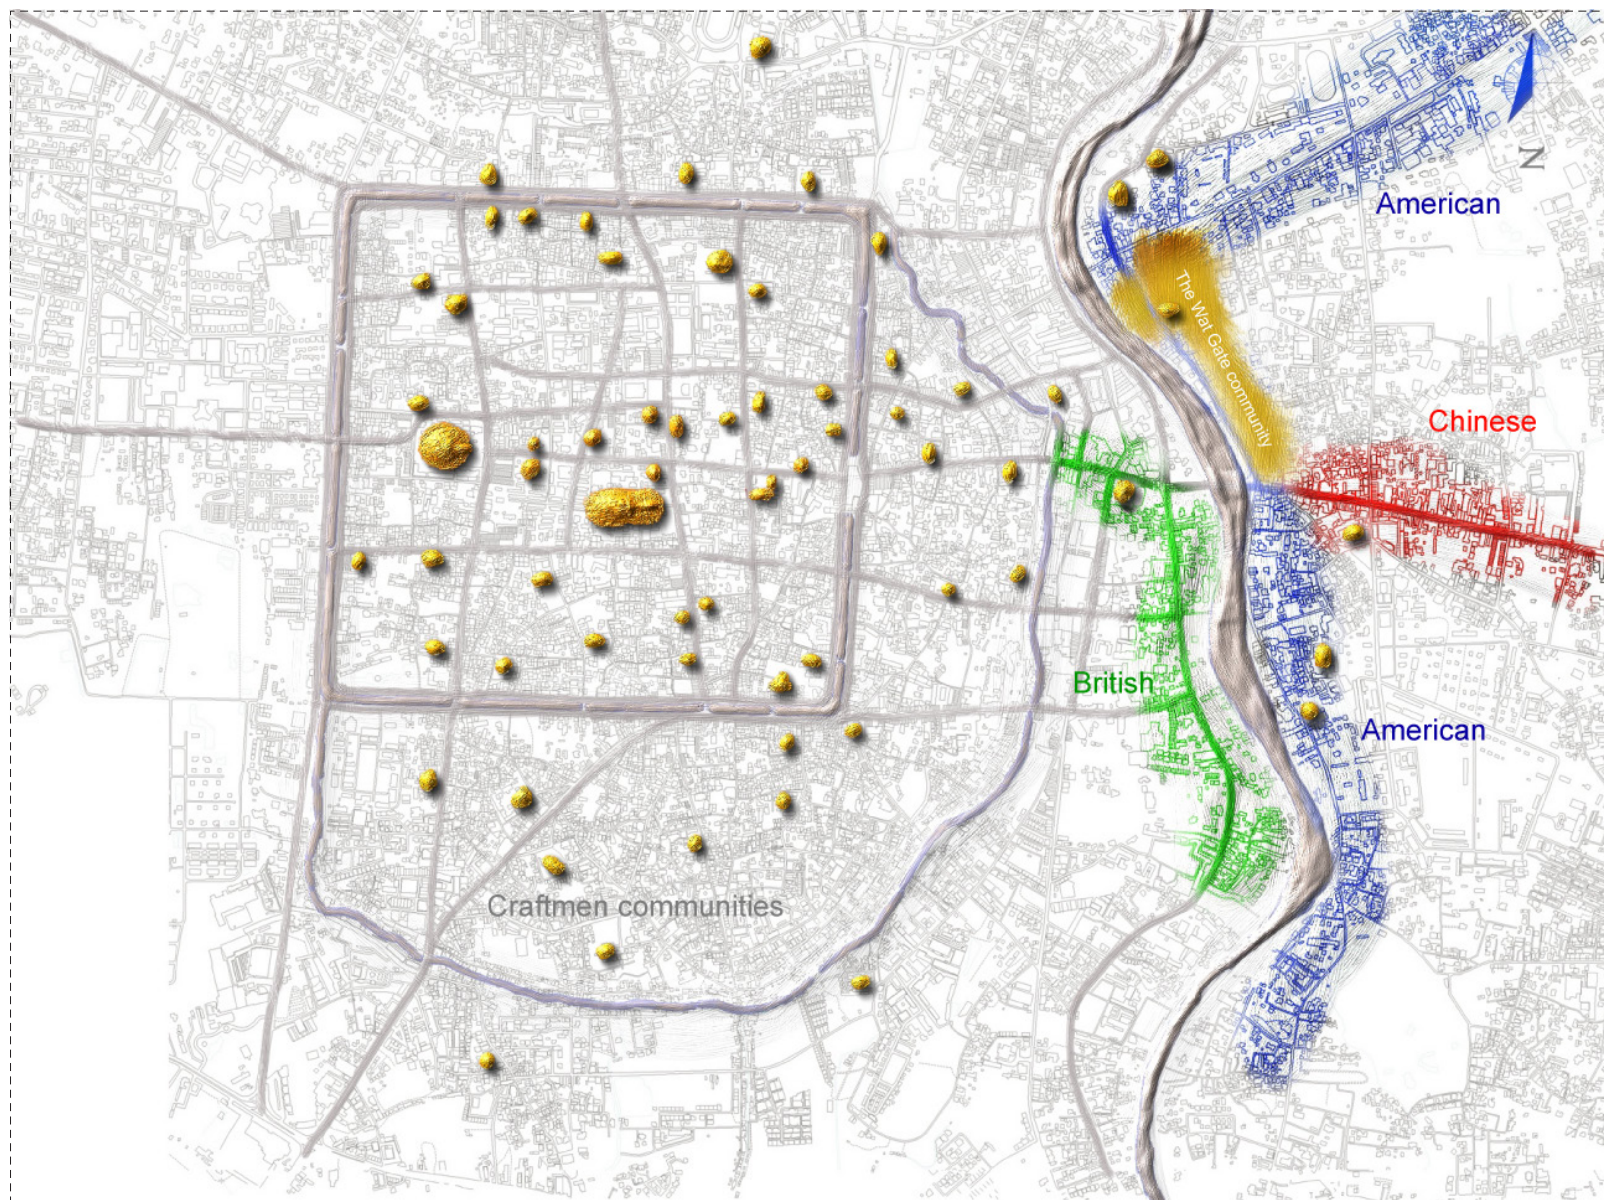 N
American
The Wat Gate community
Chinese
British
American
Craftmen communities